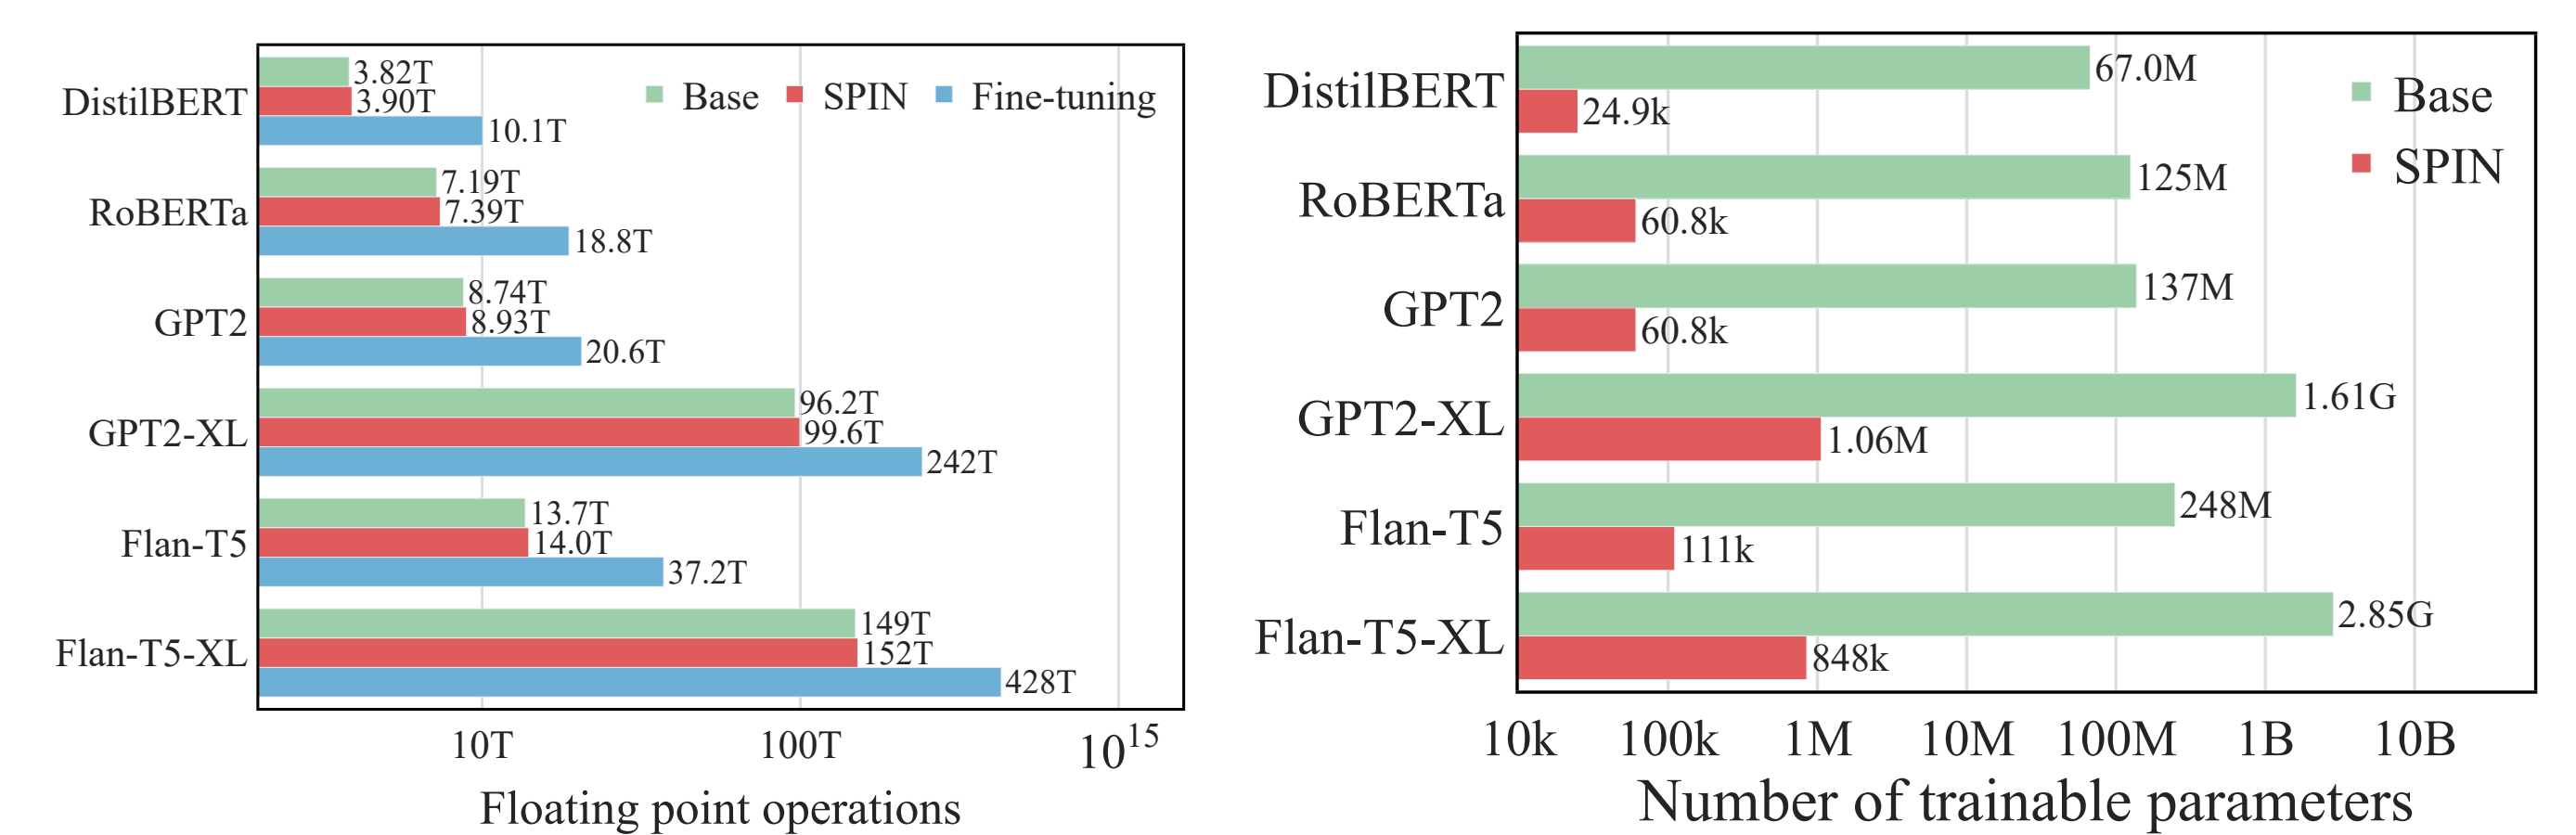 DistilBERT
3.82T
3.90T
10.1T
Base SPIN Fine-tuning
RoBERTa
7.19T
7.39T
18.8T
GPT2
8.74T
8.93T
20.6T
GPT2-XL
96.2T
99.6T
242T
Flan-T5
13.7T
14.0T
37.2T
Flan-T5-XL
149T
152T
428T
10T 100T 10¹⁵
Floating point operations
DistilBERT
67.0M
24.9k
Base
SPIN
RoBERTa
125M
60.8k
GPT2
137M
60.8k
GPT2-XL
1.61G
1.06M
Flan-T5
248M
111k
Flan-T5-XL
2.85G
848k
10k 100k 1M 10M 100M 1B 10B
Number of trainable parameters